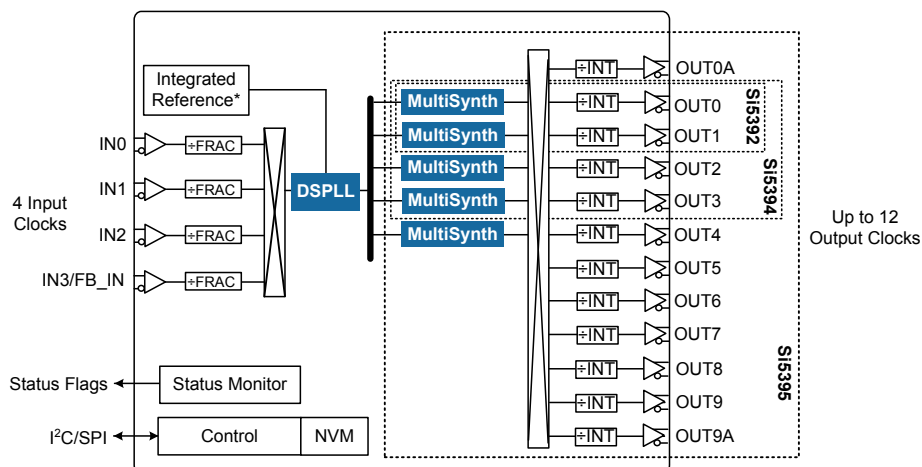 Integrated
Reference*
IN0
÷FRAC
IN1
÷FRAC
IN2
÷FRAC
IN3/FB_IN
÷FRAC
4 Input
Clocks
DSPLL
MultiSynth
MultiSynth
MultiSynth
MultiSynth
MultiSynth
÷INT
OUT0A
÷INT
OUT0
÷INT
OUT1
÷INT
OUT2
÷INT
OUT3
÷INT
OUT4
÷INT
OUT5
÷INT
OUT6
÷INT
OUT7
÷INT
OUT8
÷INT
OUT9
÷INT
OUT9A
Si5392
Si5394
Si5395
Up to 12
Output Clocks
Status Flags
Status Monitor
I²C/SPI
Control
NVM